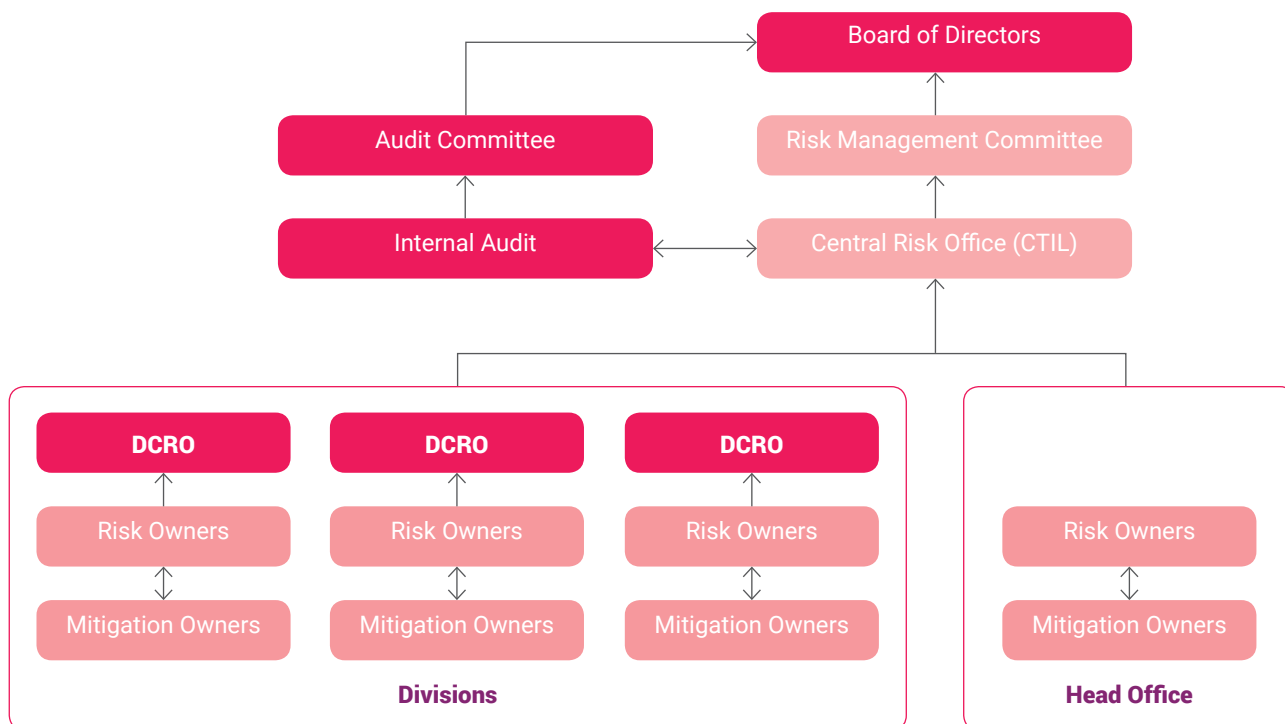 Board of Directors
Audit Committee
Risk Management Committee
Internal Audit
Central Risk Office (CTIL)
DCRO
DCRO
DCRO
Risk Owners
Risk Owners
Risk Owners
Risk Owners
Mitigation Owners
Mitigation Owners
Mitigation Owners
Mitigation Owners
Divisions
Head Office